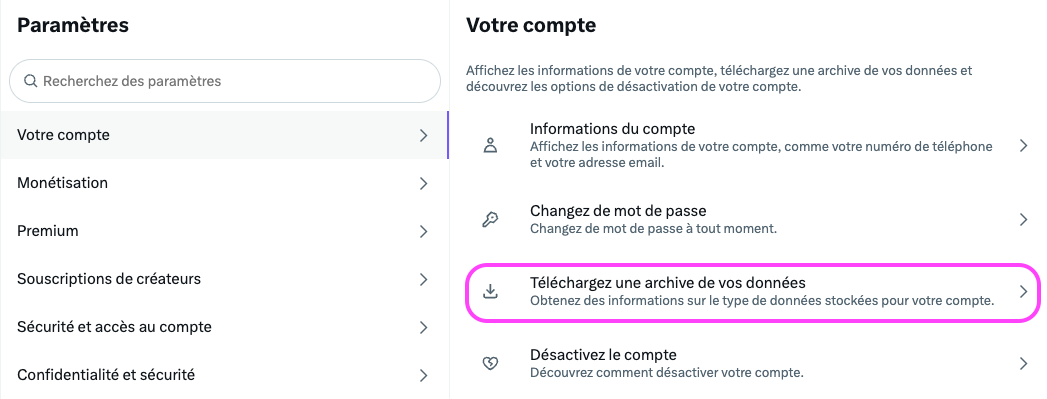 Paramètres
Recherchez des paramètres
Votre compte
Monétisation
Premium
Souscriptions de créateurs
Sécurité et accès au compte
Confidentialité et sécurité
Votre compte
Affichez les informations de votre compte, téléchargez une archive de vos données et
découvrez les options de désactivation de votre compte.
Informations du compte
Affichez les informations de votre compte, comme votre numéro de téléphone
et votre adresse email.
Changez de mot de passe
Changez de mot de passe à tout moment.
Téléchargez une archive de vos données
Obtenez des informations sur le type de données stockées pour votre compte.
Désactivez le compte
Découvrez comment désactiver votre compte.